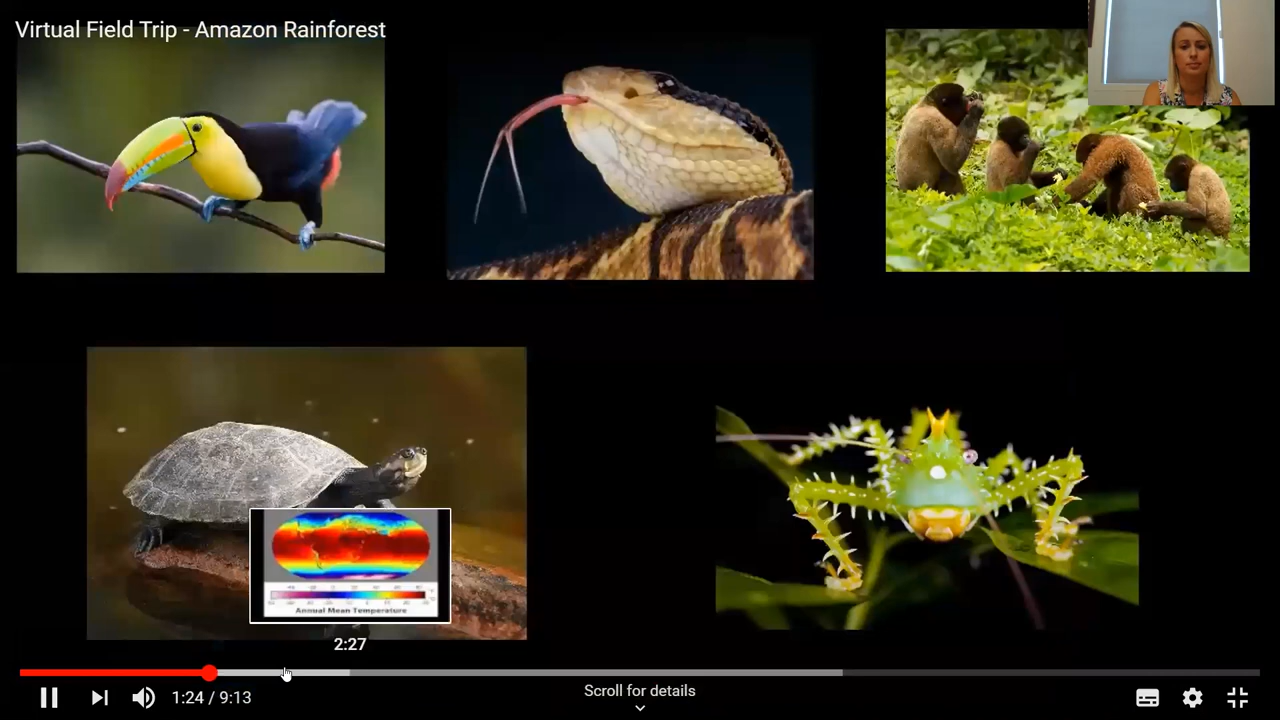 Virtual Field Trip - Amazon Rainforest
Annual Mean Temperature
2:27
1:24 / 9:13
Scroll for details